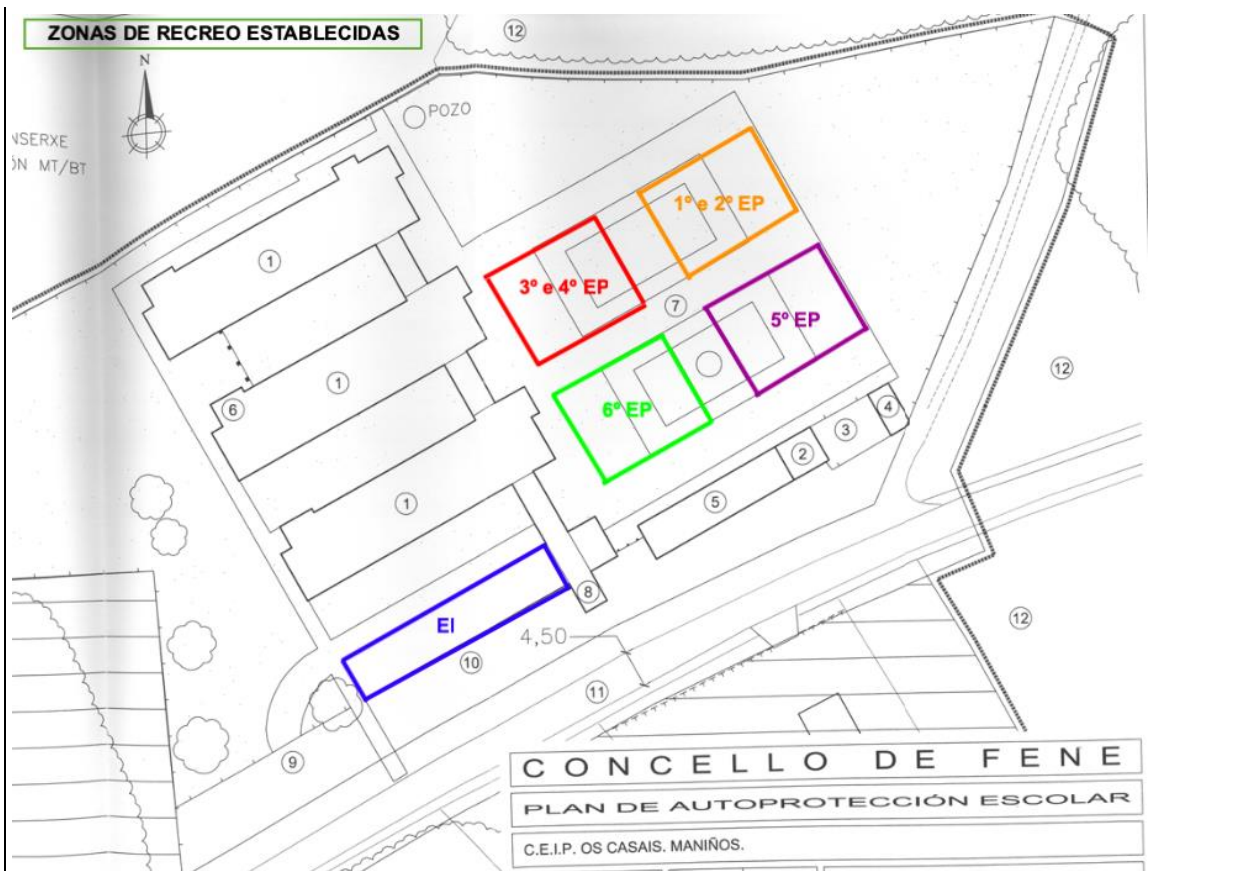 ZONAS DE RECREO ESTABLECIDAS
12
N
POZO
NSERXE
ÓN MT/BT
1º e 2º EP
1
3º e 4º EP
7
5º EP
12
1
6
6º EP
4
3
2
1
5
8
EI
4,50
12
10
11
9
CONCELLO DE FENE
PLAN DE AUTOPROTECCIÓN ESCOLAR
C.E.I.P. OS CASAIS. MANIÑOS.